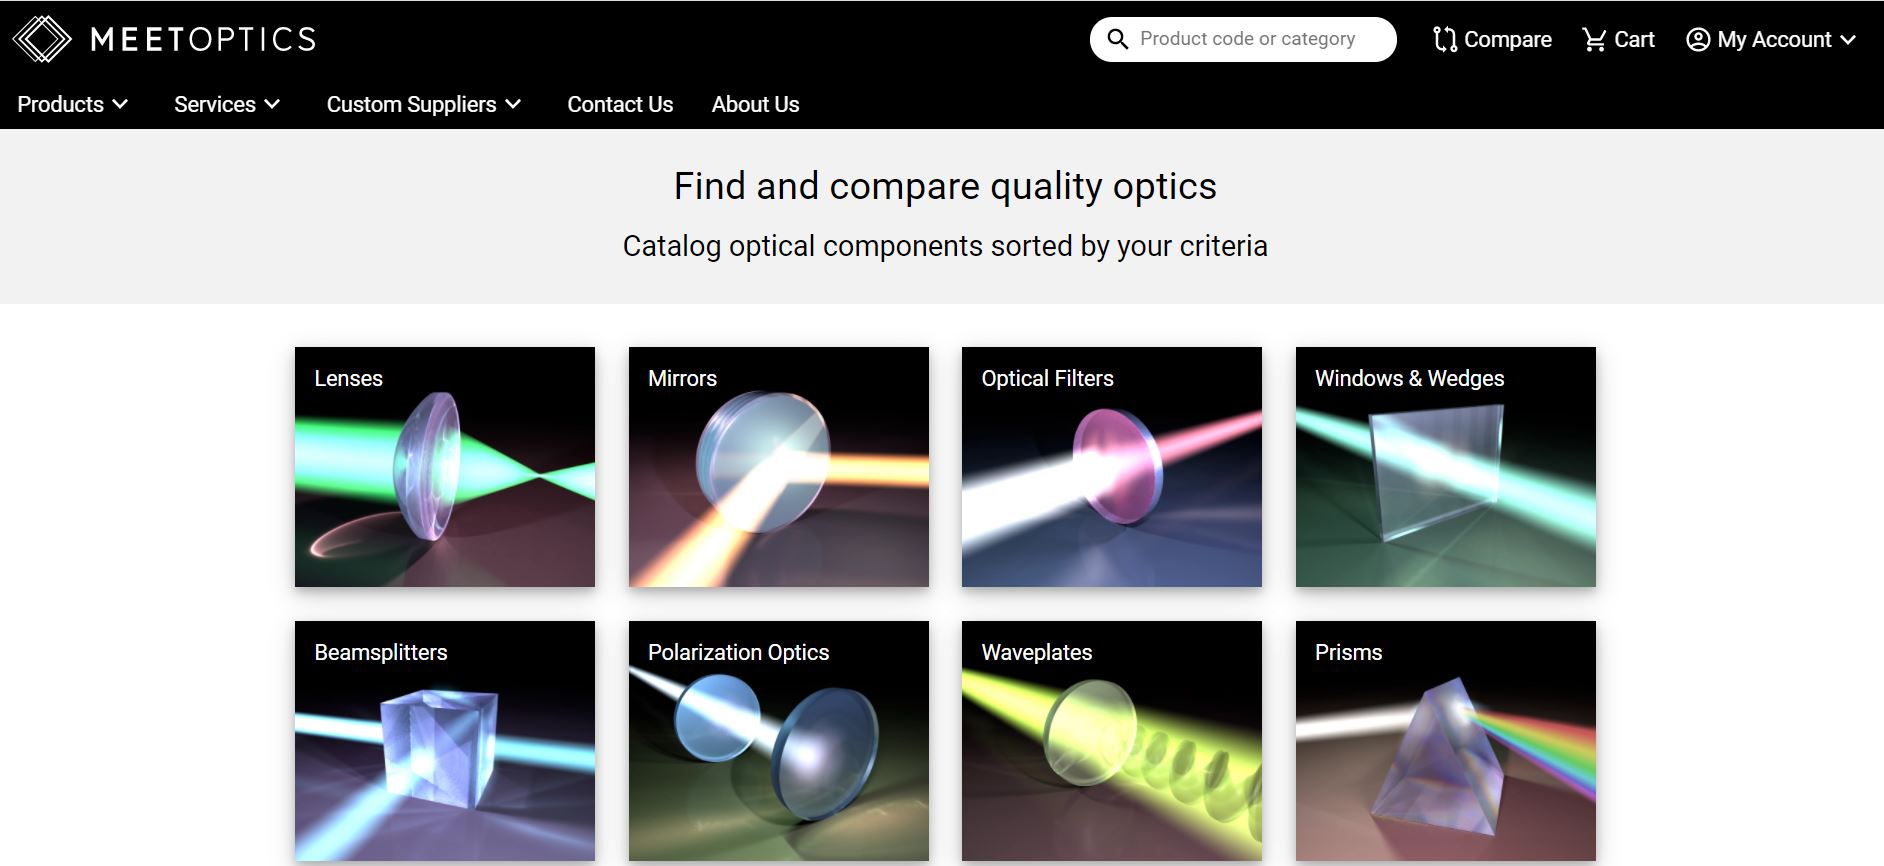 MEETOPTICS
Product code or category
Compare
Cart
My Account
Products
Services
Custom Suppliers
Contact Us
About Us
Find and compare quality optics
Catalog optical components sorted by your criteria
Lenses
Mirrors
Optical Filters
Windows & Wedges
Beamsplitters
Polarization Optics
Waveplates
Prisms